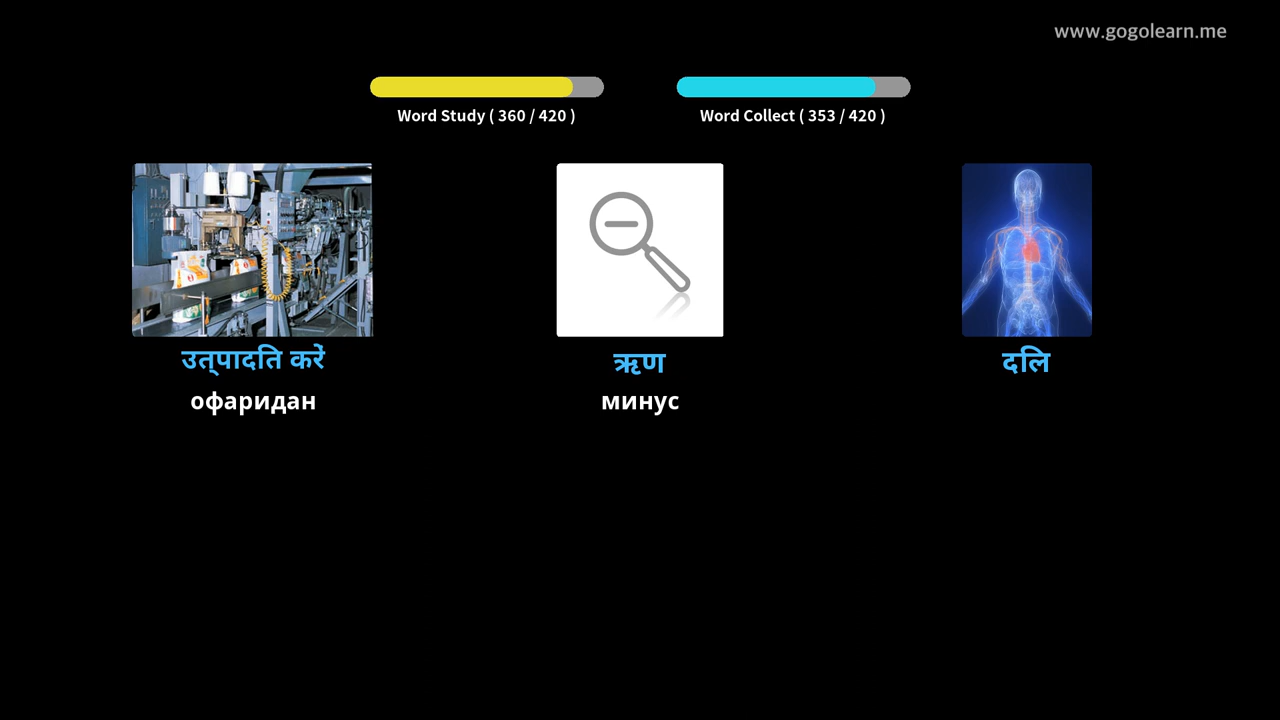 www.gogolearn.me
Word Study ( 360 / 420 )
Word Collect ( 353 / 420 )
उत्पादति करें
офаридан
ऋण
минус
दलि